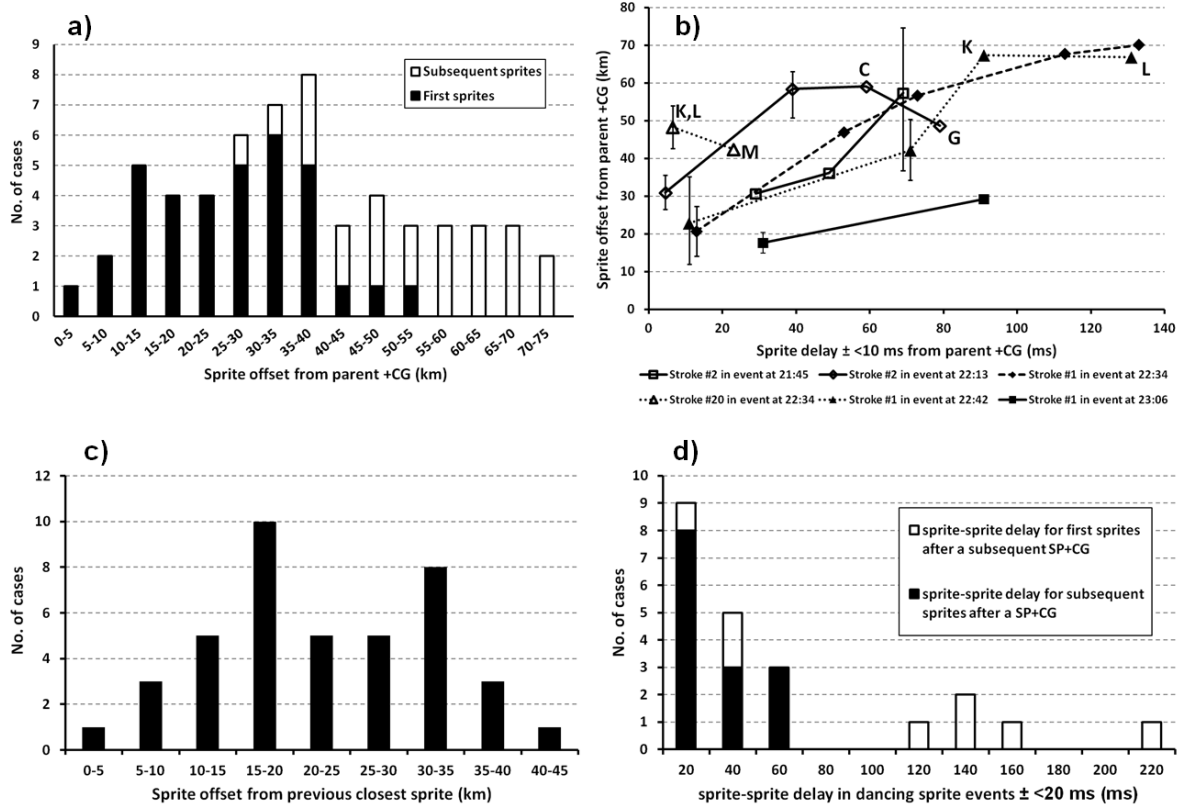 a)
9
8
7
6
5
4
3
2
1
0
No. of cases
Subsequent sprites
First sprites
0-5
5-10
10-15
15-20
20-25
25-30
30-35
35-40
40-45
45-50
50-55
55-60
60-65
65-70
70-75
Sprite offset from parent +CG (km)
b)
80
70
60
50
40
30
20
10
0
Sprite offset from parent +CG (km)
K,L
M
C
G
K
L
0 20 40 60 80 100 120 140
Sprite delay ± <10 ms from parent +CG (ms)
Stroke #2 in event at 21:45
Stroke #2 in event at 22:13
Stroke #1 in event at 22:34
Stroke #20 in event at 22:34
Stroke #1 in event at 22:42
Stroke #1 in event at 23:06
c)
12
10
8
6
4
2
0
No. of cases
0-5 5-10 10-15 15-20 20-25 25-30 30-35 35-40 40-45
Sprite offset from previous closest sprite (km)
d)
10
9
8
7
6
5
4
3
2
1
0
No. of cases
sprite-sprite delay for first sprites
after a subsequent SP+CG
sprite-sprite delay for subsequent
sprites after a SP+CG
20 40 60 80 100 120 140 160 180 200 220
sprite-sprite delay in dancing sprite events ± <20 ms (ms)